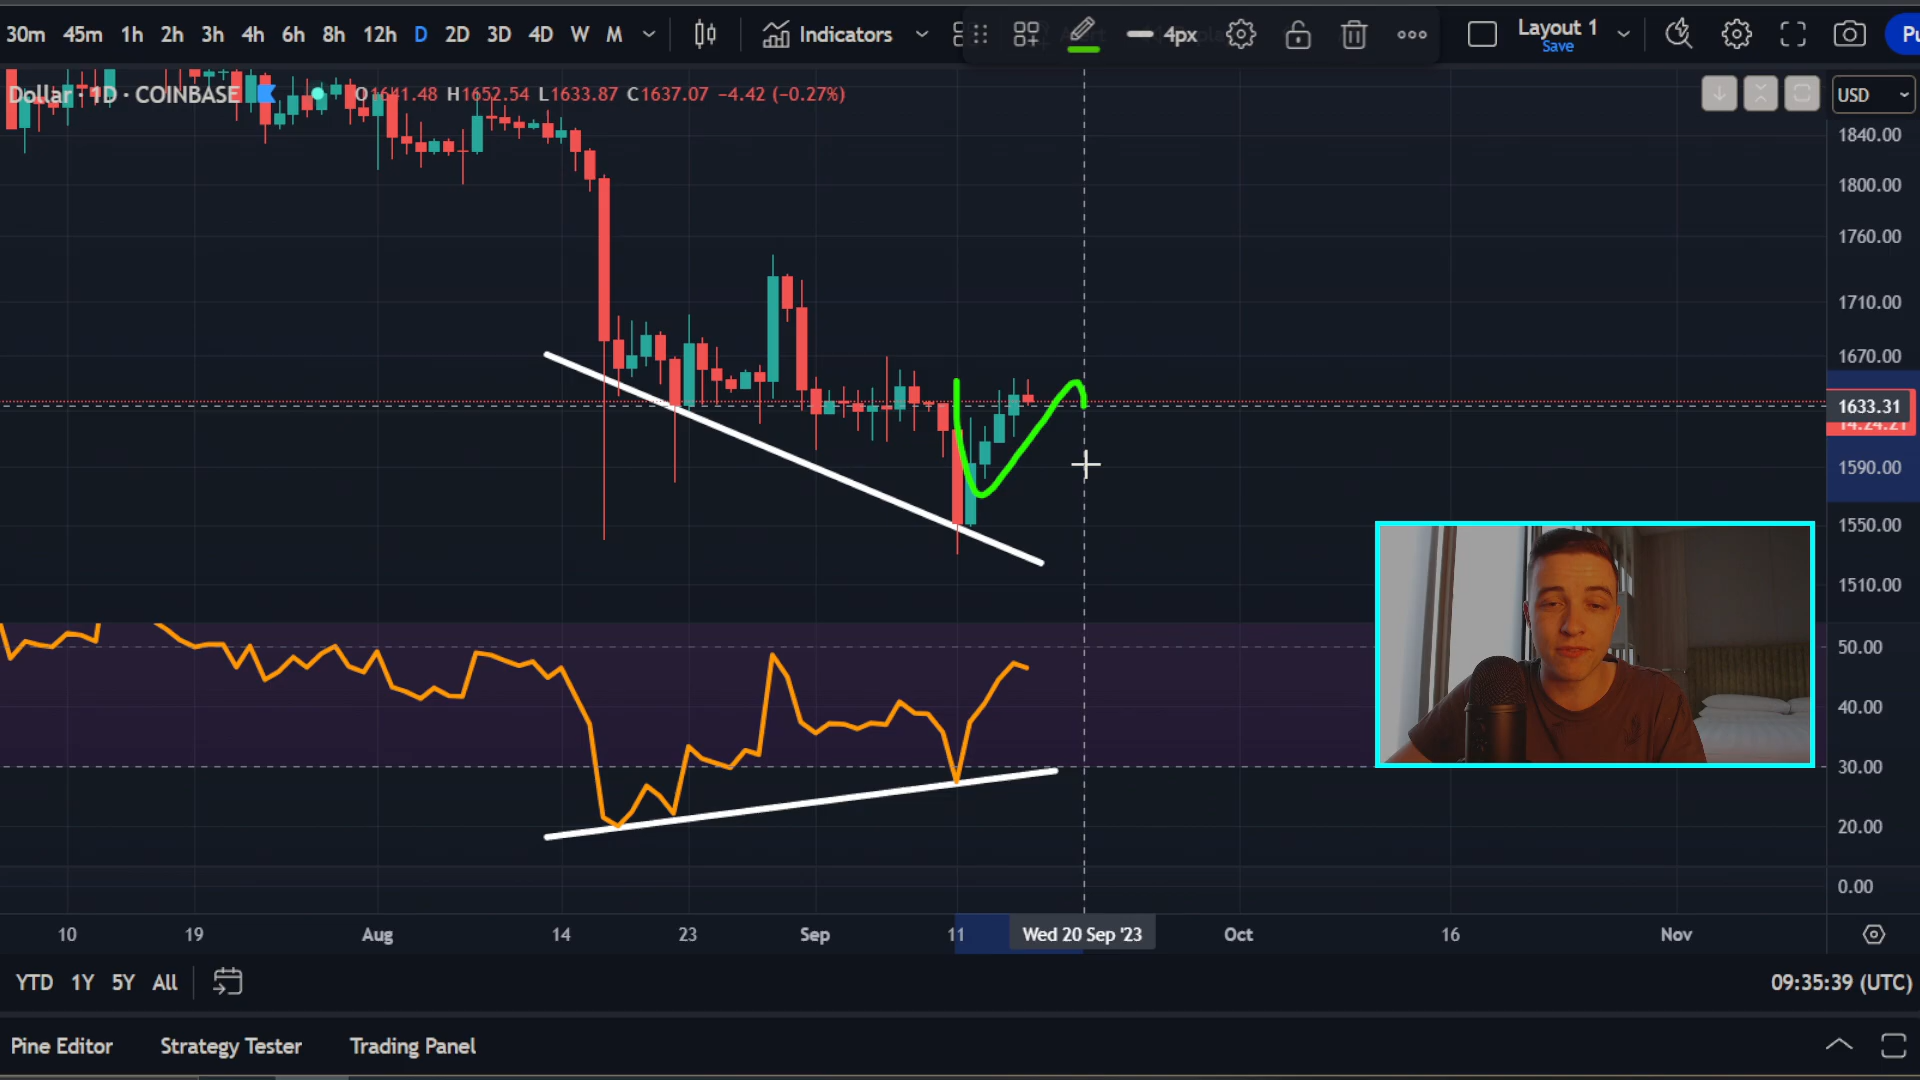 30m 45m 1h 2h 3h 4h 6h 8h 12h D 2D 3D 4D W M Indicators 4px Layout 1
Save
Dollar · 1D · COINBASE O1641.48 H1652.54 L1633.87 C1637.07 −4.42 (−0.27%)
USD
1840.00
1800.00
1760.00
1710.00
1670.00
1633.31
14:24:21
1590.00
1550.00
1510.00
50.00
40.00
30.00
20.00
0.00
10 19 Aug 14 23 Sep 11 Wed 20 Sep '23 Oct 16 Nov
YTD 1Y 5Y All 09:35:39 (UTC)
Pine Editor Strategy Tester Trading Panel